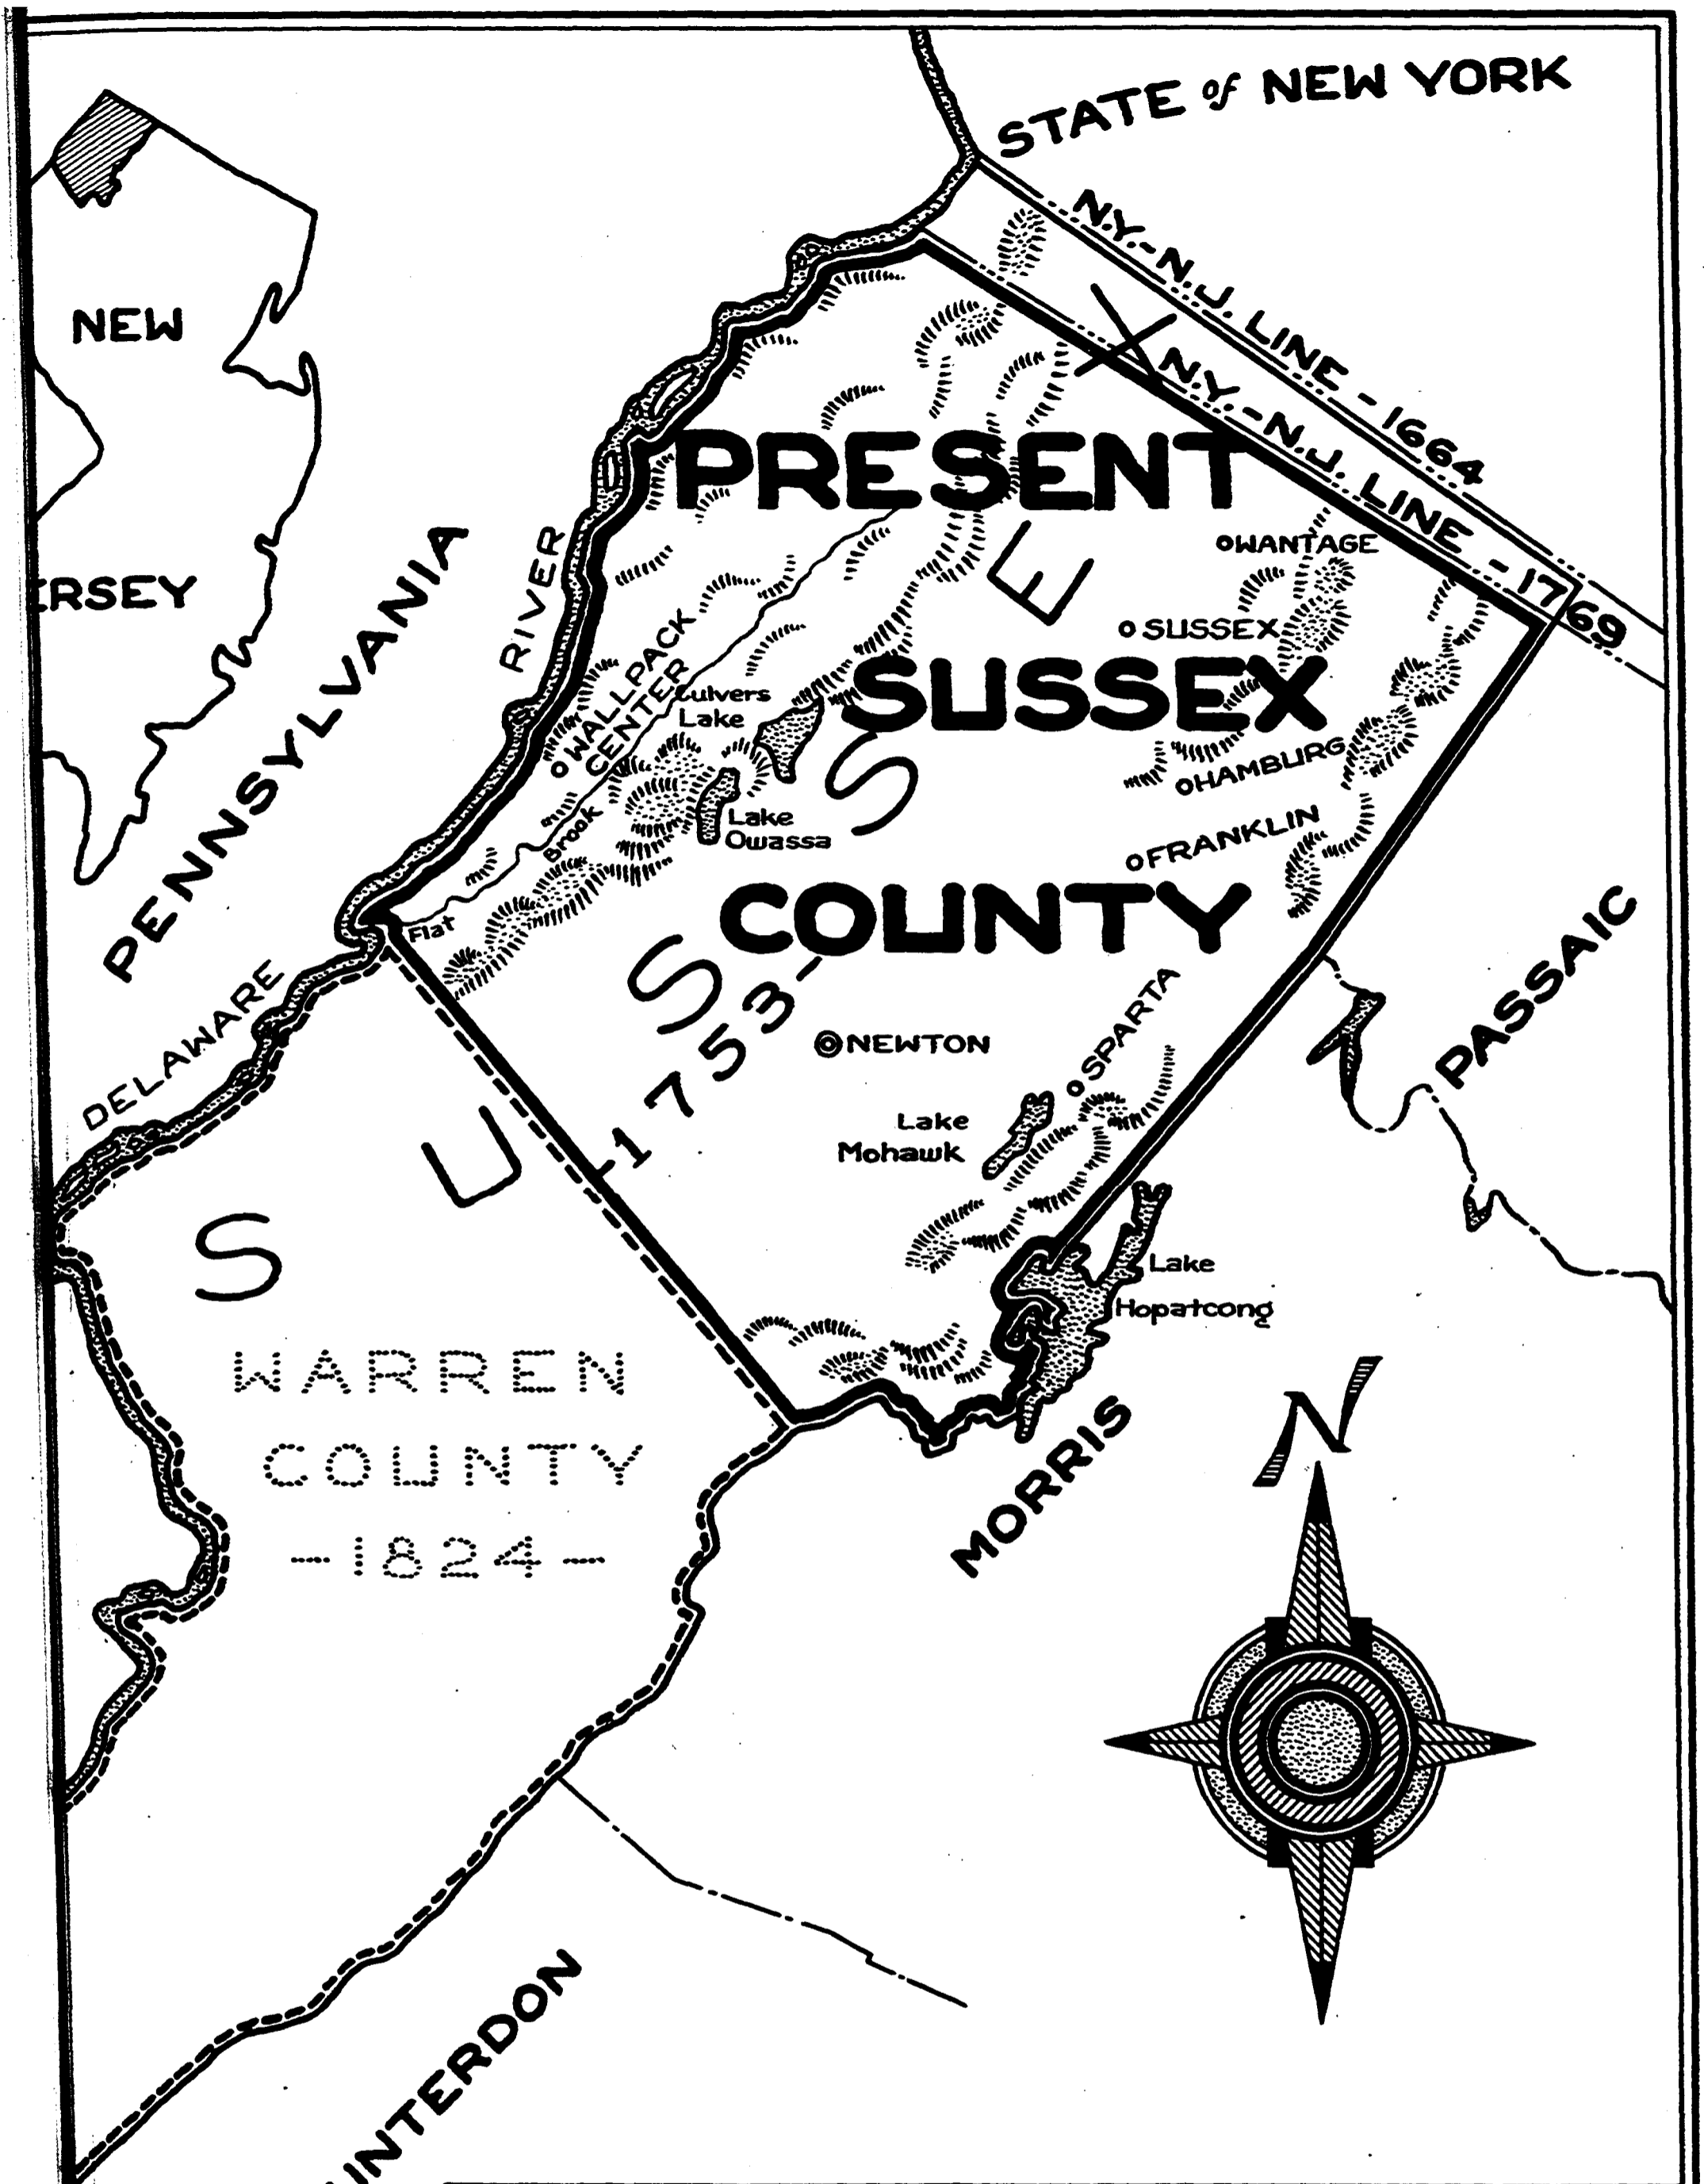 STATE of NEW YORK
N.Y.-N.J. LINE - 1664
N.Y.-N.J. LINE - 1769
NEW
ERSEY
PENNSYLVANIA
RIVER
DELAWARE
PRESENT
SUSSEX
COUNTY
S U S S E X
-1753-
WANTAGE
SUSSEX
HAMBURG
FRANKLIN
WALLPACK
CENTER
Culvers
Lake
Lake
Owassa
Flat
Brook
NEWTON
SPARTA
Lake
Mohawk
Lake
Hopatcong
PASSAIC
MORRIS
WARREN
COUNTY
-1824-
N
UNTERDON